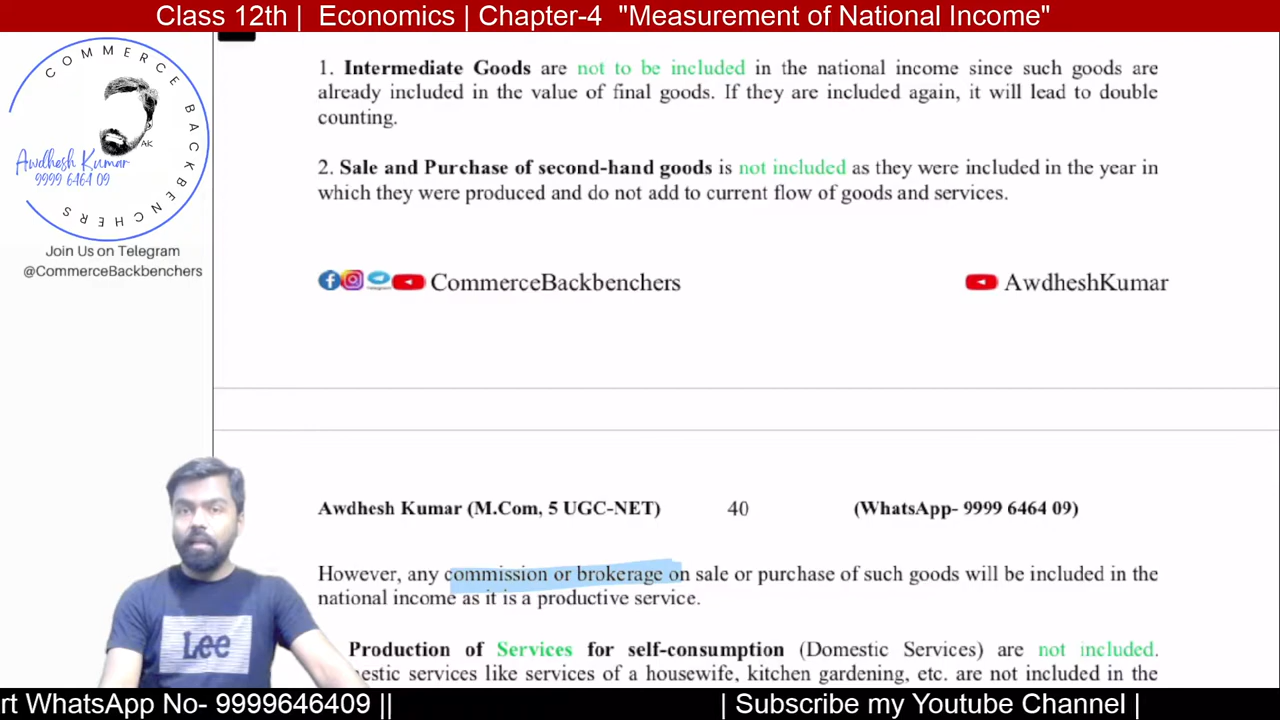 Class 12th | Economics | Chapter-4 "Measurement of National Income"
COMMERCE BACKBENCHERS
AK
Awdhesh Kumar
9999 6464 09
Join Us on Telegram
@CommerceBackbenchers
1. Intermediate Goods are not to be included in the national income since such goods are
already included in the value of final goods. If they are included again, it will lead to double
counting.
2. Sale and Purchase of second-hand goods is not included as they were included in the year in
which they were produced and do not add to current flow of goods and services.
CommerceBackbenchers
AwdheshKumar
Awdhesh Kumar (M.Com, 5 UGC-NET) 40 (WhatsApp- 9999 6464 09)
However, any commission or brokerage on sale or purchase of such goods will be included in the
national income as it is a productive service.
Production of Services for self-consumption (Domestic Services) are not included.
estic services like services of a housewife, kitchen gardening, etc. are not included in the
Lee
rt WhatsApp No- 9999646409 || | Subscribe my Youtube Channel |